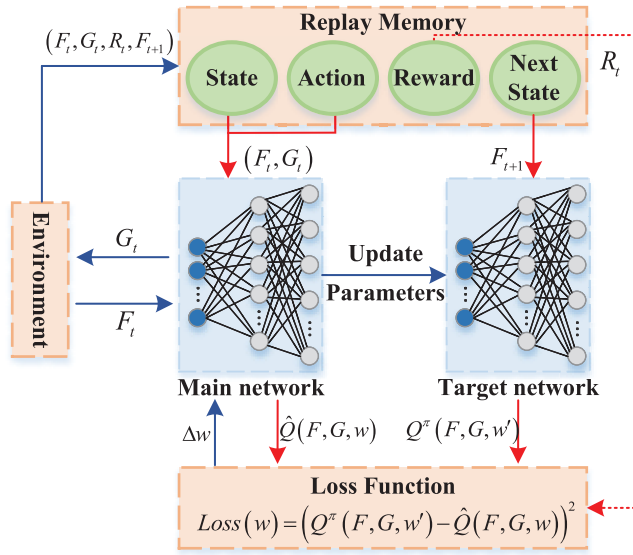 Replay Memory
(F_t, G_t, R_t, F_{t+1})
State
Action
Reward
Next
State
R_t
(F_t, G_t)
F_{t+1}
Environment
G_t
F_t
Update
Parameters
Main network
Target network
Δw
Q̂(F,G,w)
Q^π(F,G,w′)
Loss Function
Loss(w) = (Q^π(F,G,w′) − Q̂(F,G,w))^2